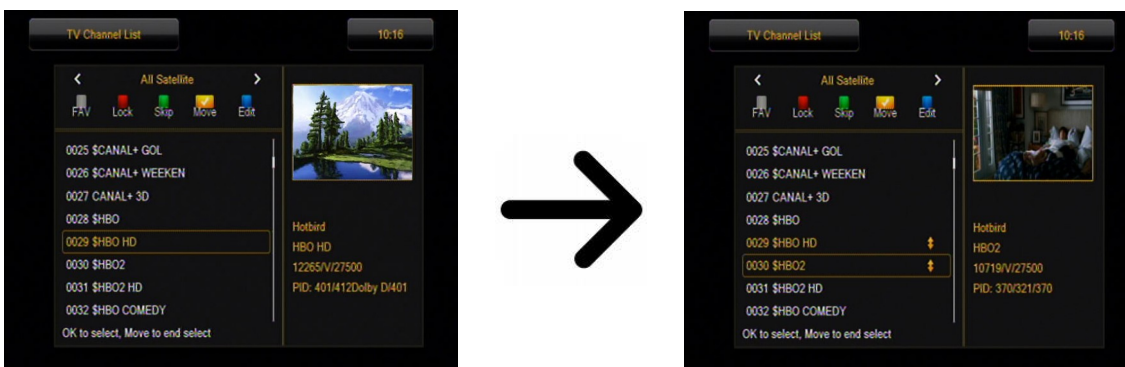 TV Channel List
10:16
All Satellite
FAV Lock Skip Move Edit
0025 $CANAL+ GOL
0026 $CANAL+ WEEKEN
0027 CANAL+ 3D
0028 $HBO
0029 $HBO HD
0030 $HBO2
0031 $HBO2 HD
0032 $HBO COMEDY
OK to select, Move to end select
Hotbird
HBO HD
12265/V/27500
PID: 401/412Dolby D/401
TV Channel List
10:16
All Satellite
FAV Lock Skip Move Edit
0025 $CANAL+ GOL
0026 $CANAL+ WEEKEN
0027 CANAL+ 3D
0028 $HBO
0029 $HBO HD
0030 $HBO2
0031 $HBO2 HD
0032 $HBO COMEDY
OK to select, Move to end select
Hotbird
HBO2
10719/V/27500
PID: 370/321/370